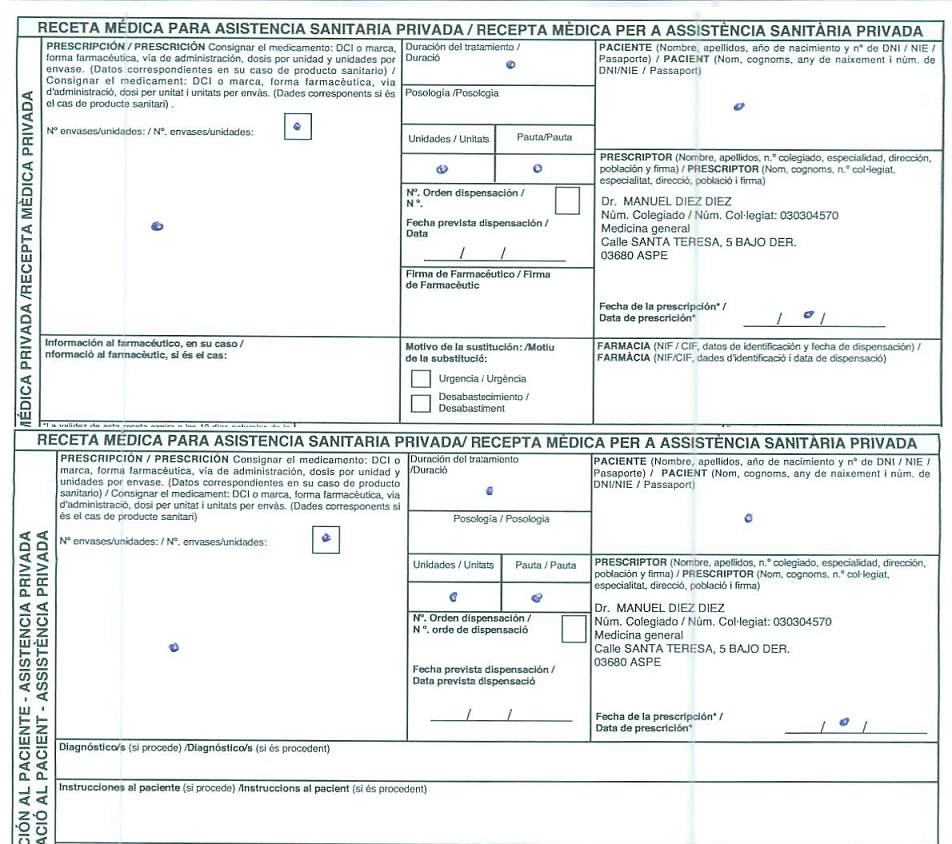 RECETA MÉDICA PARA ASISTENCIA SANITARIA PRIVADA / RECEPTA MÈDICA PER A ASSISTÈNCIA SANITÀRIA PRIVADA
MÉDICA PRIVADA /RECEPTA MÈDICA PRIVADA
PRESCRIPCIÓN / PRESCRICIÓN Consignar el medicamento: DCI o marca,
forma farmacéutica, vía de administración, dosis por unidad y unidades por
envase. (Datos correspondientes en su caso de producto sanitario) /
Consignar el medicament: DCI o marca, forma farmacèutica, via
d'administració, dosi per unitat i unitats per envàs. (Dades corresponents si és
el cas de producte sanitari) .
Nº envases/unidades: / Nº. envases/unidades:
Duración del tratamiento /
Duració
Posología /Posologia
Unidades / Unitats
Pauta/Pauta
Nº. Orden dispensación /
N º.
Fecha prevista dispensación /
Data
/ /
Firma de Farmacéutico / Firma
de Farmacèutic
PACIENTE (Nombre, apellidos, año de nacimiento y nº de DNI / NIE /
Pasaporte) / PACIENT (Nom, cognoms, any de naixement i núm. de
DNI/NIE / Passaport)
PRESCRIPTOR (Nombre, apellidos, n.º colegiado, especialidad, dirección,
población y firma) / PRESCRIPTOR (Nom, cognoms, n.º col·legiat,
especialitat, direcció, població i firma)
Dr. MANUEL DIEZ DIEZ
Núm. Colegiado / Núm. Col·legiat: 030304570
Medicina general
Calle SANTA TERESA, 5 BAJO DER.
03680 ASPE
Fecha de la prescripción* /
Data de prescrición*
/ /
Información al farmacéutico, en su caso /
nformació al farmacèutic, si és el cas:
Motivo de la sustitución: /Motiu
de la substitució:
Urgencia / Urgència
Desabastecimiento /
Desabastiment
FARMACIA (NIF / CIF, datos de identificación y fecha de dispensación) /
FARMÀCIA (NIF/CIF, dades d'identificació i data de dispensació)
*La validez de esta receta expira a los 10 días naturales de la
RECETA MÉDICA PARA ASISTENCIA SANITARIA PRIVADA/ RECEPTA MÈDICA PER A ASSISTÈNCIA SANITÀRIA PRIVADA
CIÓN AL PACIENTE - ASISTENCIA PRIVADA
ACIÓ AL PACIENT - ASSISTÈNCIA PRIVADA
PRESCRIPCIÓN / PRESCRICIÓN Consignar el medicamento: DCI o
marca, forma farmacéutica, vía de administración, dosis por unidad y
unidades por envase. (Datos correspondientes en su caso de producto
sanitario) / Consignar el medicament: DCI o marca, forma farmacèutica, via
d'administració, dosi per unitat i unitats per envàs. (Dades corresponents si
és el cas de producte sanitari)
Nº envases/unidades: / Nº. envases/unidades:
Duración del tratamiento
/Duració
Posología / Posologia
Unidades / Unitats
Pauta / Pauta
Nº. Orden dispensación /
N º. orde de dispensació
Fecha prevista dispensación /
Data prevista dispensació
/ /
PACIENTE (Nombre, apellidos, año de nacimiento y nº de DNI / NIE /
Pasaporte) / PACIENT (Nom, cognoms, any de naixement i núm. de
DNI/NIE / Passaport)
PRESCRIPTOR (Nombre, apellidos, n.º colegiado, especialidad, dirección,
población y firma) / PRESCRIPTOR (Nom, cognoms, n.º col·legiat,
especialitat, direcció, població i firma)
Dr. MANUEL DIEZ DIEZ
Núm. Colegiado / Núm. Col·legiat: 030304570
Medicina general
Calle SANTA TERESA, 5 BAJO DER.
03680 ASPE
Fecha de la prescripción* /
Data de prescrición*
/ /
Diagnóstico/s (si procede) /Diagnóstico/s (si és procedent)
Instrucciones al paciente (si procede) /Instruccions al pacient (si és procedent)